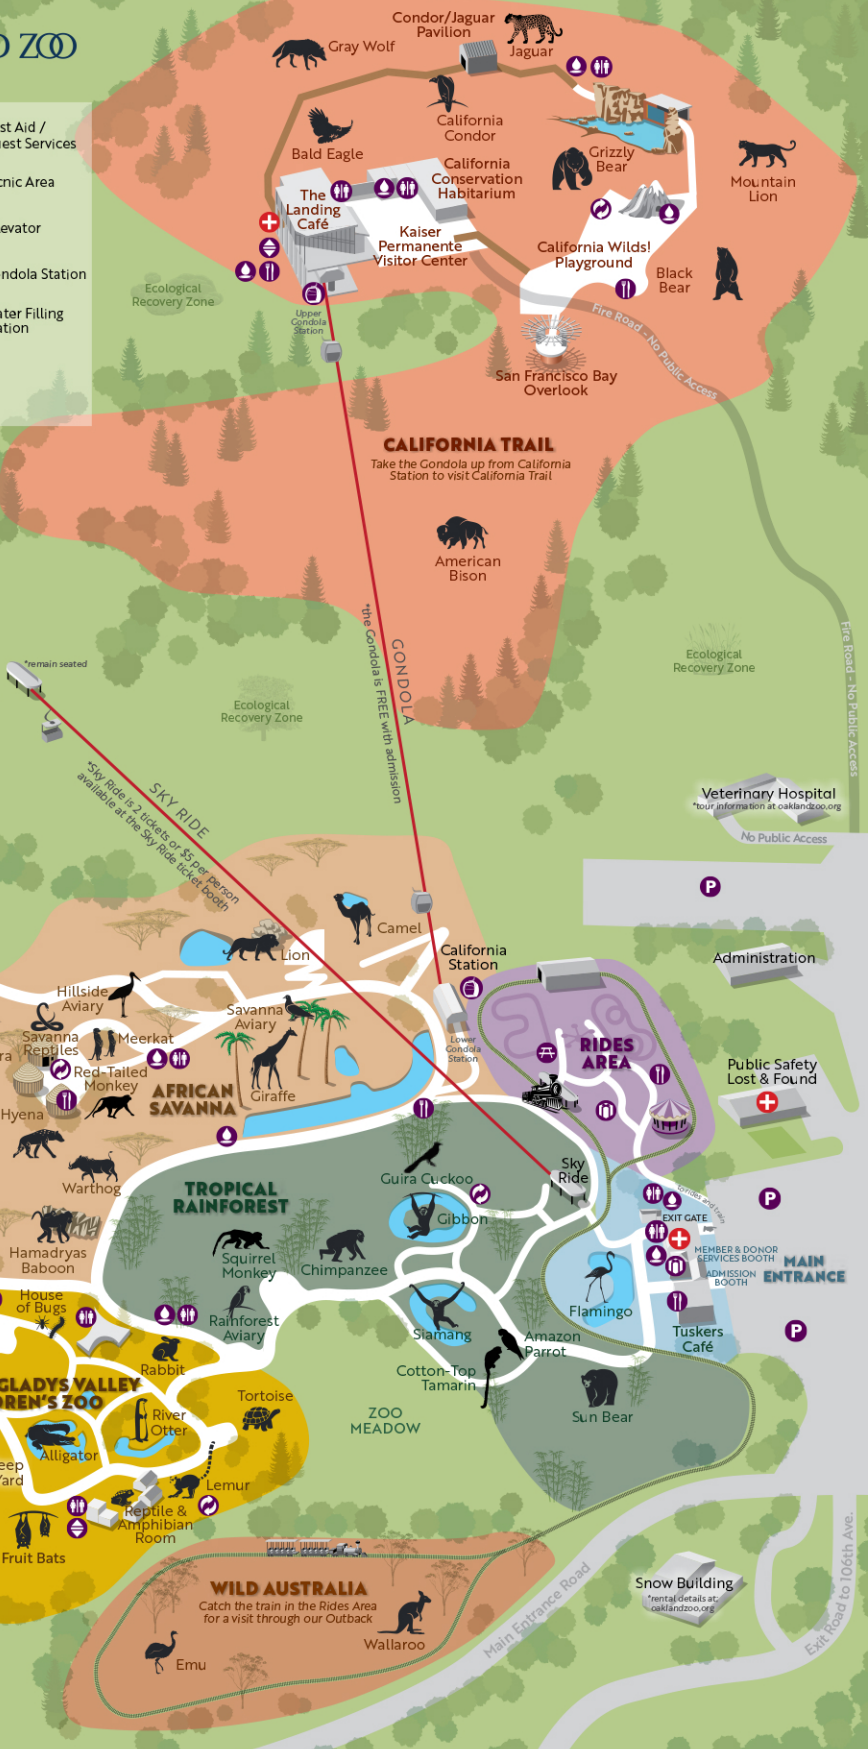 D ZOO
st Aid /
est Services
cnic Area
evator
ndola Station
ater Filling
ation
Gray Wolf
Condor/Jaguar
Pavilion
Jaguar
California
Condor
Bald Eagle
Grizzly
Bear
Mountain
Lion
California
Conservation
Habitarium
The
Landing
Café
Kaiser
Permanente
Visitor Center
California Wilds!
Playground
Black
Bear
Ecological
Recovery Zone
Upper
Gondola
Station
Fire Road - No Public Access
San Francisco Bay
Overlook
CALIFORNIA TRAIL
Take the Gondola up from California
Station to visit California Trail
American
Bison
GONDOLA
*the Gondola is FREE with admission
Ecological
Recovery Zone
Fire Road - No Public Access
*remain seated
Ecological
Recovery Zone
SKY RIDE
*Sky Ride is 2 tickets or $5 per person
available at the Sky Ride ticket booth
Veterinary Hospital
*tour information at oaklandzoo.org
No Public Access
P
Camel
Lion
California
Station
Administration
Hillside
Aviary
Savanna
Aviary
Savanna
Reptiles
Meerkat
ra
Red-Tailed
Monkey
Lower
Gondola
Station
RIDES
AREA
Public Safety
Lost & Found
AFRICAN
SAVANNA
Giraffe
Hyena
Warthog
Sky
Ride
Guira Cuckoo
TROPICAL
RAINFOREST
Gibbon
P
to rides and train
EXIT GATE
Hamadryas
Baboon
Squirrel
Monkey
Chimpanzee
MEMBER & DONOR
SERVICES BOOTH
ADMISSION
BOOTH
MAIN
ENTRANCE
House
of Bugs
Rainforest
Aviary
Flamingo
Siamang
Amazon
Parrot
Tuskers
Café
P
Rabbit
Cotton-Top
Tamarin
GLADYS VALLEY
DREN'S ZOO
Tortoise
River
Otter
ZOO
MEADOW
Sun Bear
Alligator
eep
Yard
Lemur
Reptile &
Amphibian
Room
Fruit Bats
WILD AUSTRALIA
Catch the train in the Rides Area
for a visit through our Outback
Wallaroo
Emu
Main Entrance Road
Snow Building
*rental details at:
oaklandzoo.org
Exit Road to 106th Ave.